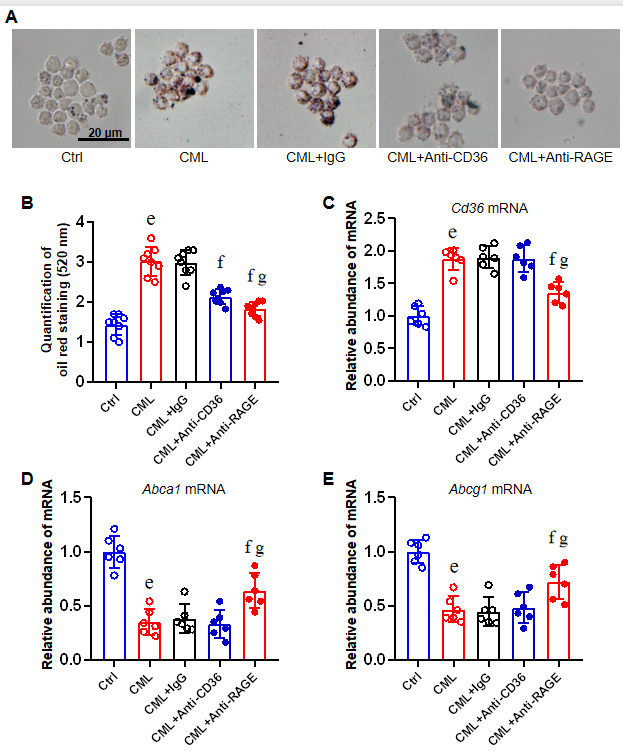 A
20 µm
Ctrl
CML
CML+IgG
CML+Anti-CD36
CML+Anti-RAGE
B
Quantification of
oil red staining (520 nm)
4
3
2
1
0
e
f
f g
Ctrl
CML
CML+IgG
CML+Anti-CD36
CML+Anti-RAGE
C
Cd36 mRNA
Relative abundance of mRNA
2.5
2.0
1.5
1.0
0.5
0.0
e
f g
Ctrl
CML
CML+IgG
CML+Anti-CD36
CML+Anti-RAGE
D
Abca1 mRNA
Relative abundance of mRNA
1.5
1.0
0.5
0.0
e
f g
Ctrl
CML
CML+IgG
CML+Anti-CD36
CML+Anti-RAGE
E
Abcg1 mRNA
Relative abundance of mRNA
1.5
1.0
0.5
0.0
e
f g
Ctrl
CML
CML+IgG
CML+Anti-CD36
CML+Anti-RAGE